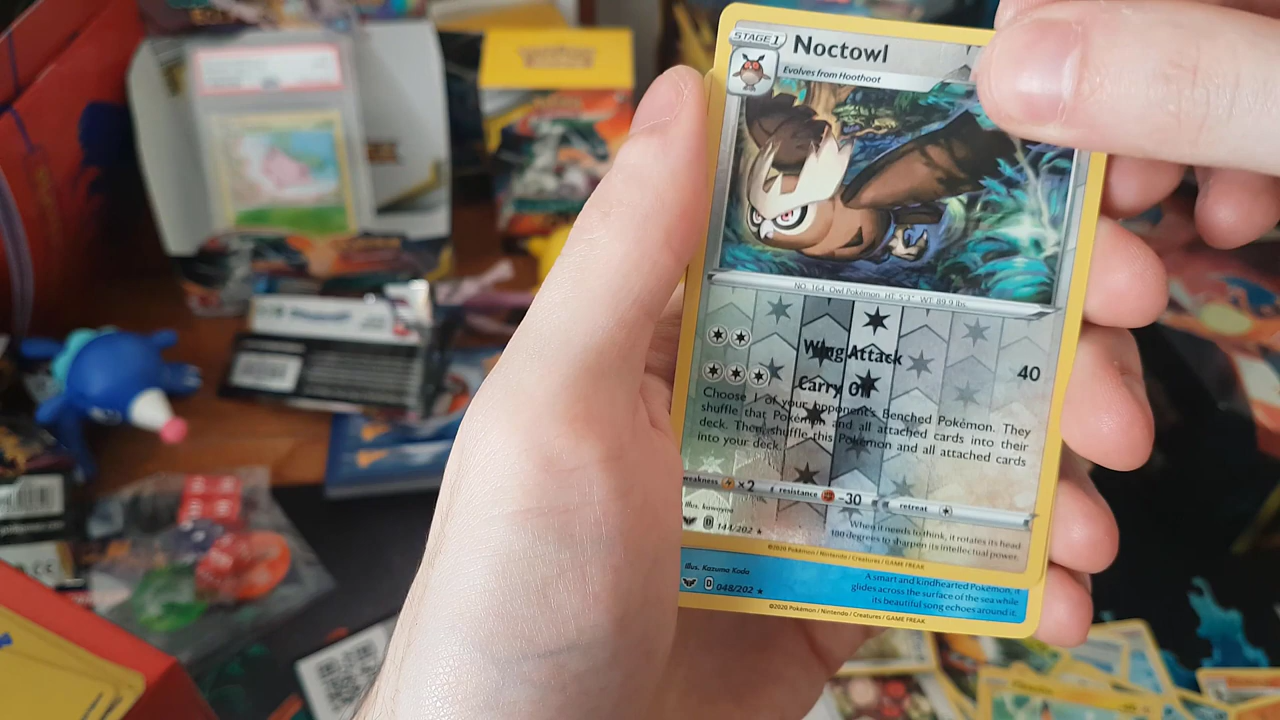 STAGE 1
Noctowl
Evolves from Hoothoot
NO. 164 Owl Pokémon HT: 5'3" WT: 89.9 lbs.
Wing Attack
40
Carry Off
Choose 1 of your opponent's Benched Pokémon. They
shuffle that Pokémon and all attached cards into their
deck. Then, shuffle this Pokémon and all attached cards
into your deck.
weakness ×2 resistance -30 retreat
Illus. kawayoo
D 144/202 ★
When it needs to think, it rotates its head
180 degrees to sharpen its intellectual power.
©2020 Pokémon / Nintendo / Creatures / GAME FREAK
Illus. Kazuma Koda
D 048/202 ★
A smart and kindhearted Pokémon, it
glides across the surface of the sea while
its beautiful song echoes around it.
©2020 Pokémon / Nintendo / Creatures / GAME FREAK